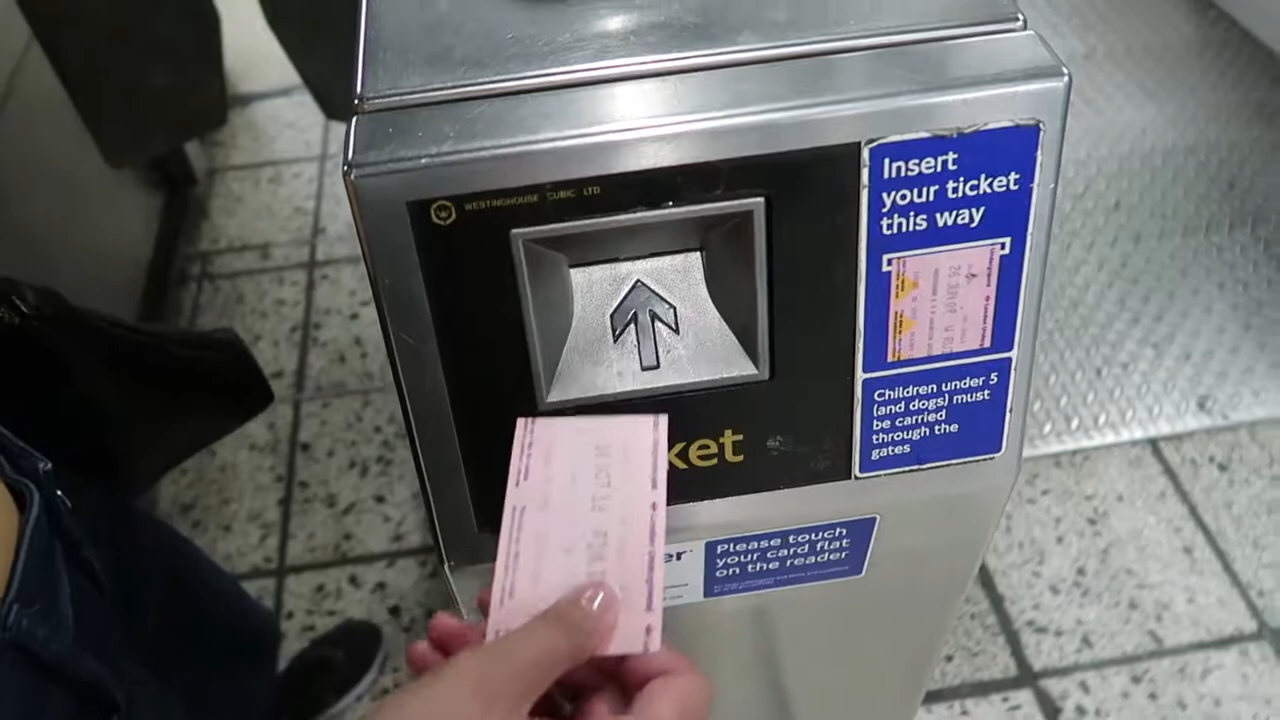 WESTINGHOUSE CUBIC LTD
Insert
your ticket
this way
Children under 5
(and dogs) must
be carried
through the
gates
ket
er
Please touch
your card flat
on the reader